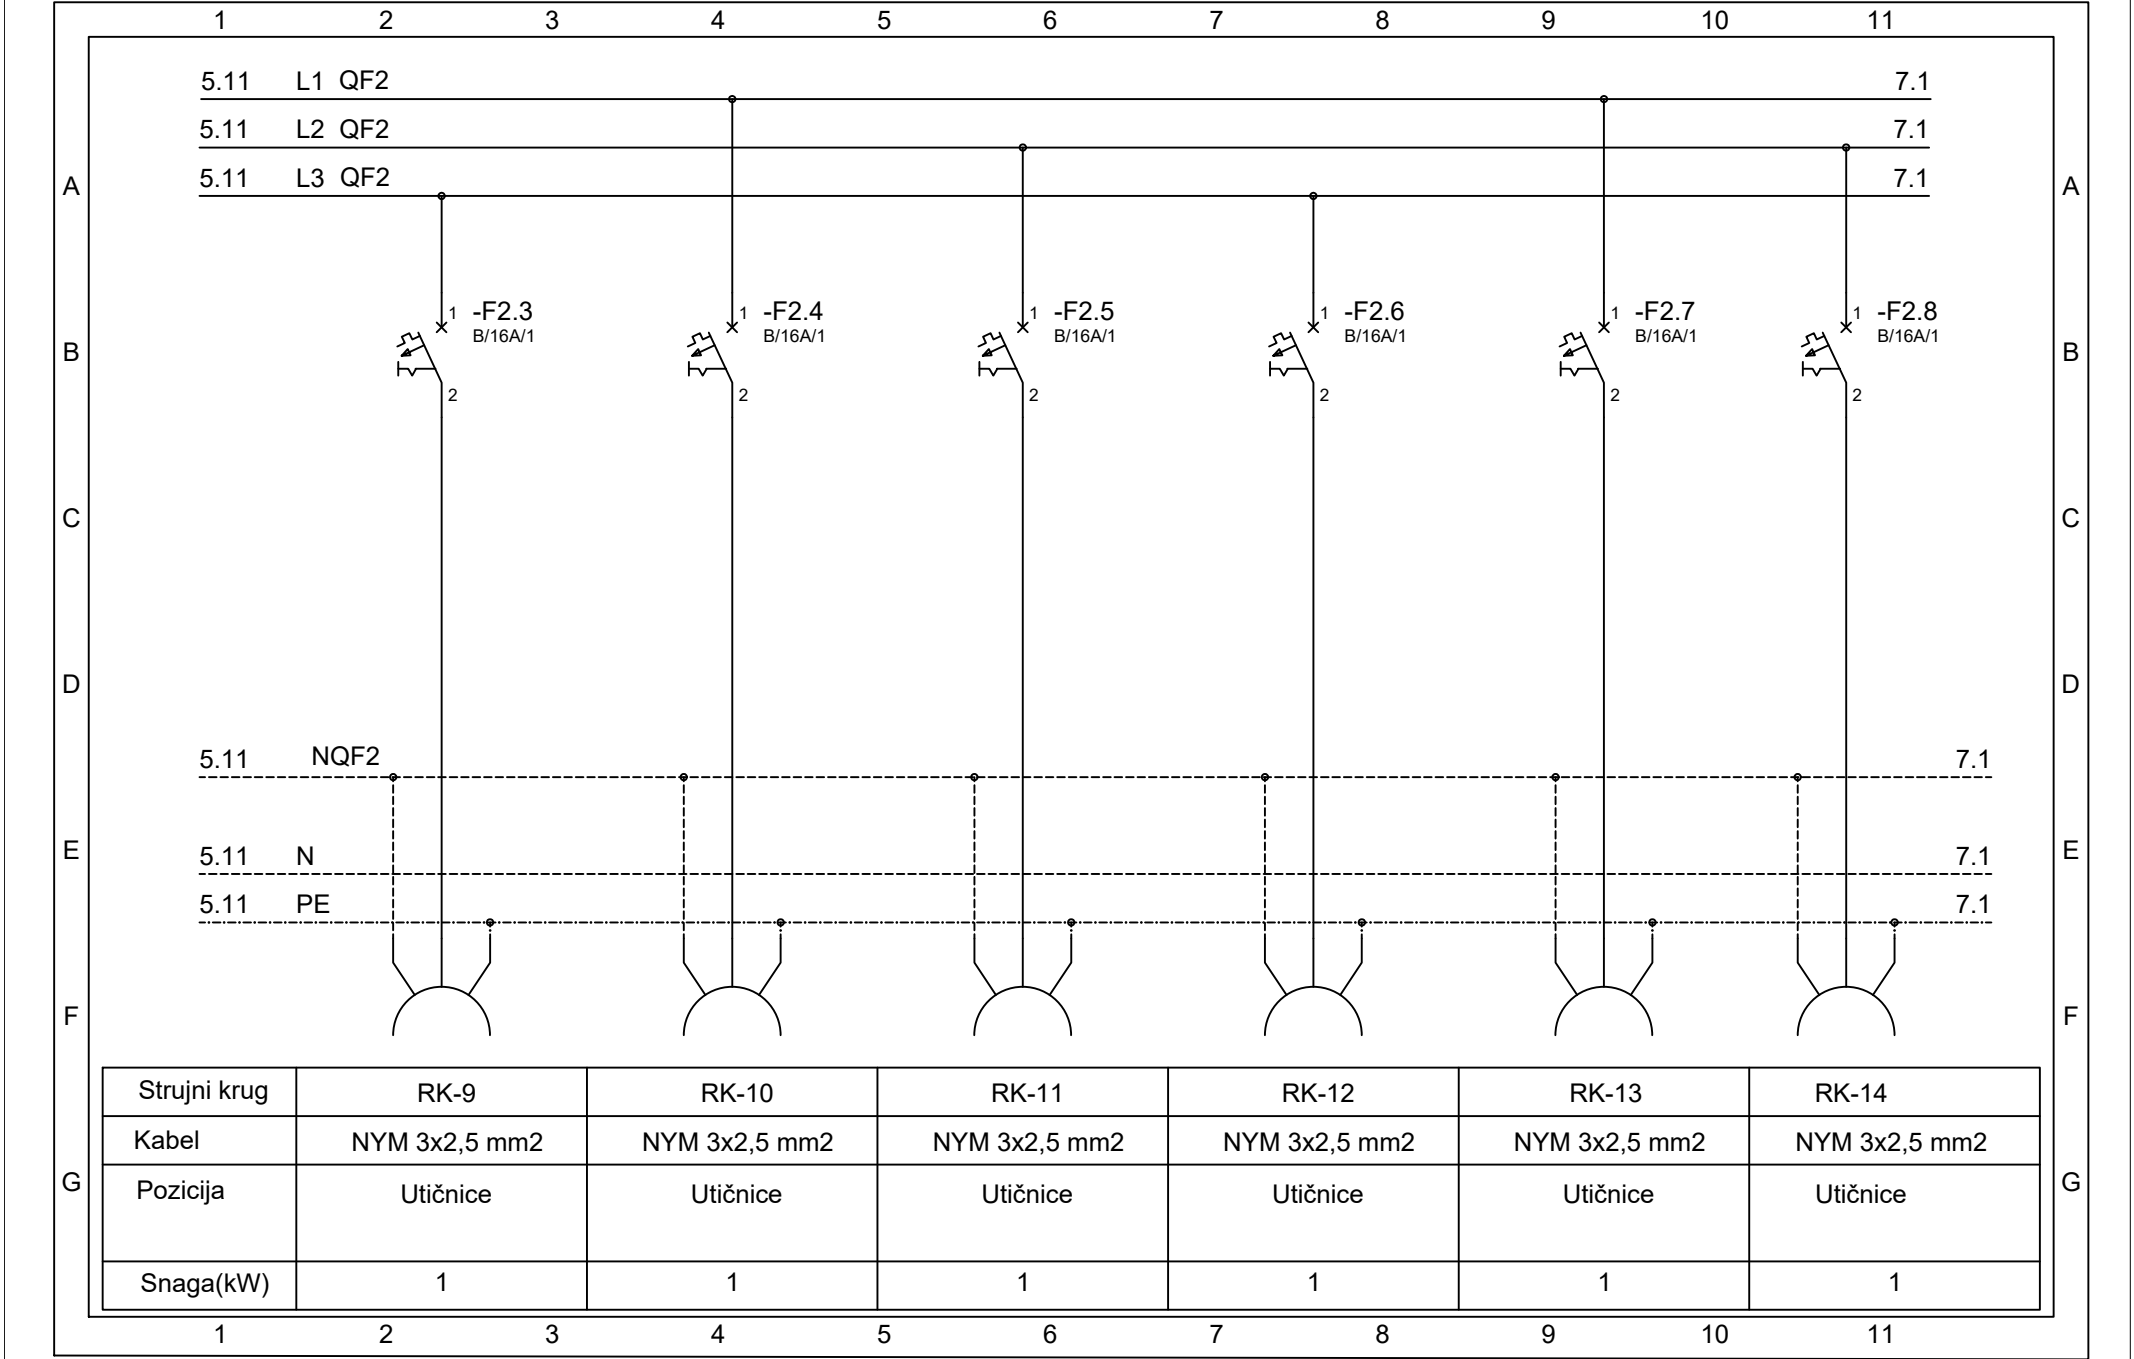 1 2 3 4 5 6 7 8 9 10 11
5.11 L1 QF2 7.1
5.11 L2 QF2 7.1
A 5.11 L3 QF2 7.1 A
1 -F2.3 1 -F2.4 1 -F2.5 1 -F2.6 1 -F2.7 1 -F2.8
B/16A/1 B/16A/1 B/16A/1 B/16A/1 B/16A/1 B/16A/1
B B
2 2 2 2 2 2
C C
D D
5.11 NQF2 7.1
E 5.11 N 7.1 E
5.11 PE 7.1
F F
Strujni krug RK-9 RK-10 RK-11 RK-12 RK-13 RK-14
Kabel NYM 3x2,5 mm2 NYM 3x2,5 mm2 NYM 3x2,5 mm2 NYM 3x2,5 mm2 NYM 3x2,5 mm2 NYM 3x2,5 mm2
G Pozicija Utičnice Utičnice Utičnice Utičnice Utičnice Utičnice G
Snaga(kW) 1 1 1 1 1 1
1 2 3 4 5 6 7 8 9 10 11